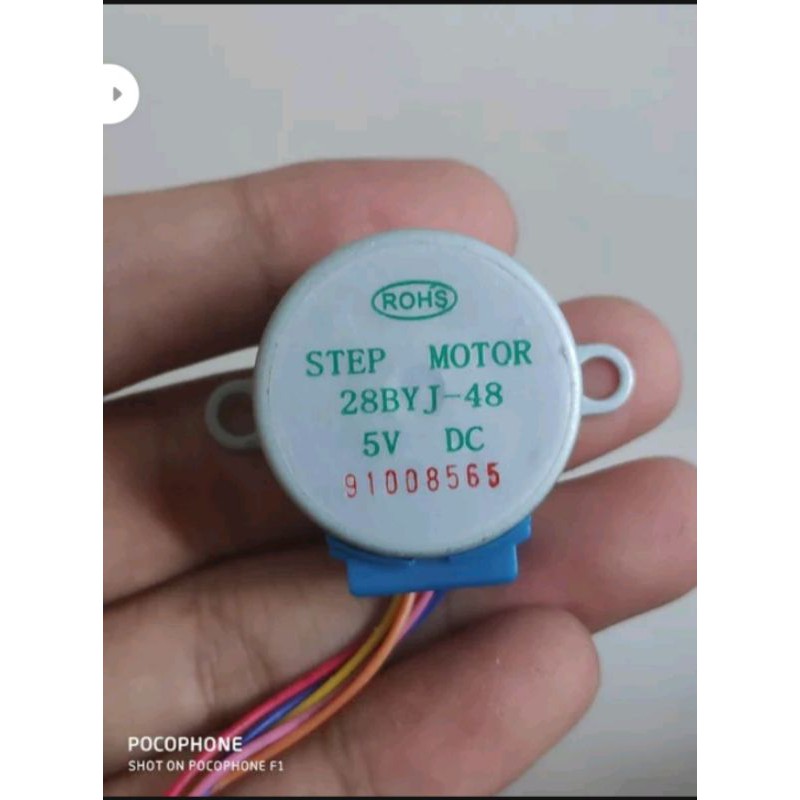 ROHS
STEP MOTOR
28BYJ-48
5V DC
91008565
POCOPHONE
SHOT ON POCOPHONE F1